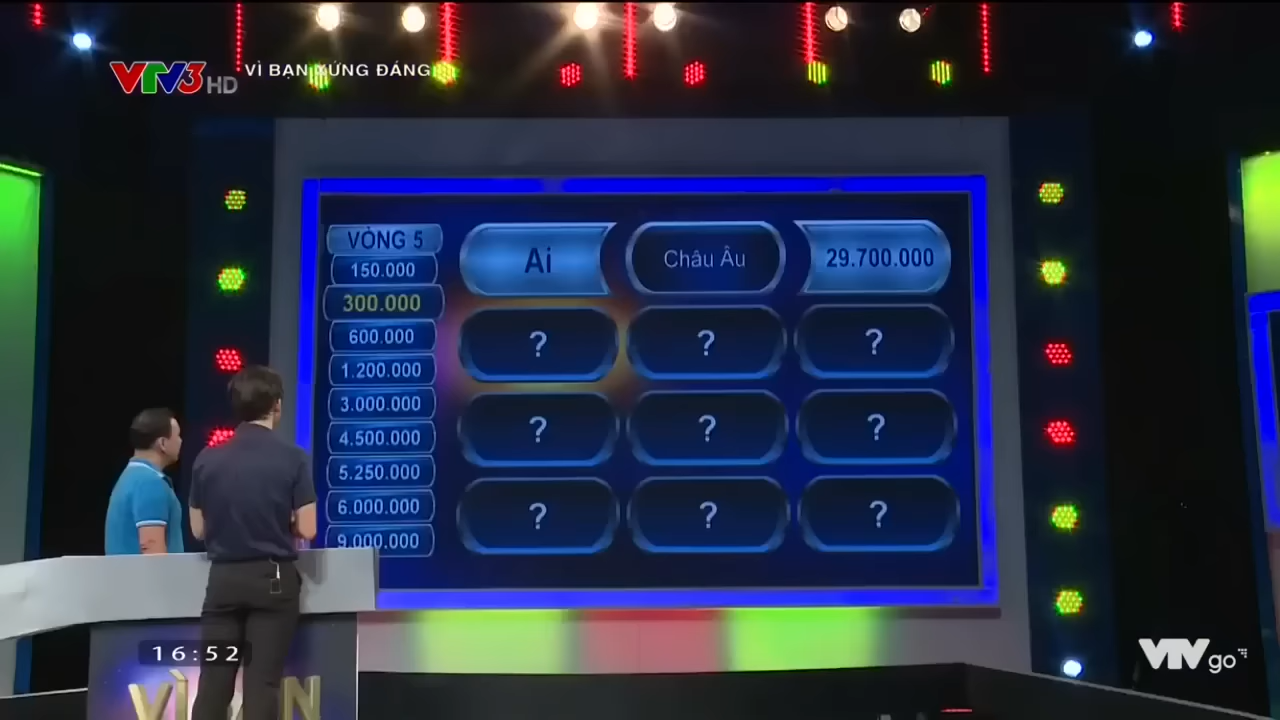 VTV3 HD
VÌ BẠN XỨNG ĐÁNG
VÒNG 5
150.000
300.000
600.000
1.200.000
3.000.000
4.500.000
5.250.000
6.000.000
9.000.000
Ai
Châu Âu
29.700.000
? ? ?
? ? ?
? ? ?
16:52
VÌ
N
VTV go